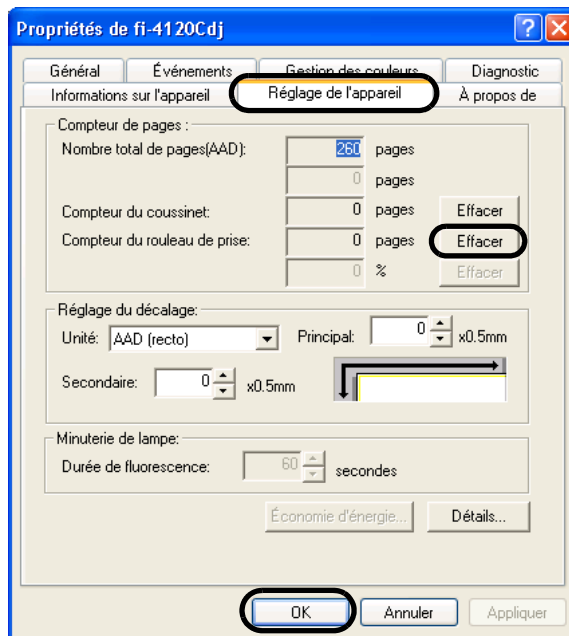 Propriétés de fi-4120Cdj
Général Événements Gestion des couleurs Diagnostic
Informations sur l'appareil Réglage de l'appareil À propos de
Compteur de pages :
Nombre total de pages(AAD): 260 pages
0 pages
Compteur du coussinet: 0 pages Effacer
Compteur du rouleau de prise: 0 pages Effacer
0 % Effacer
Réglage du décalage:
Unité: AAD (recto) Principal: 0 x0.5mm
Secondaire: 0 x0.5mm
Minuterie de lampe:
Durée de fluorescence: 60 secondes
Économie d'énergie... Détails...
OK Annuler Appliquer